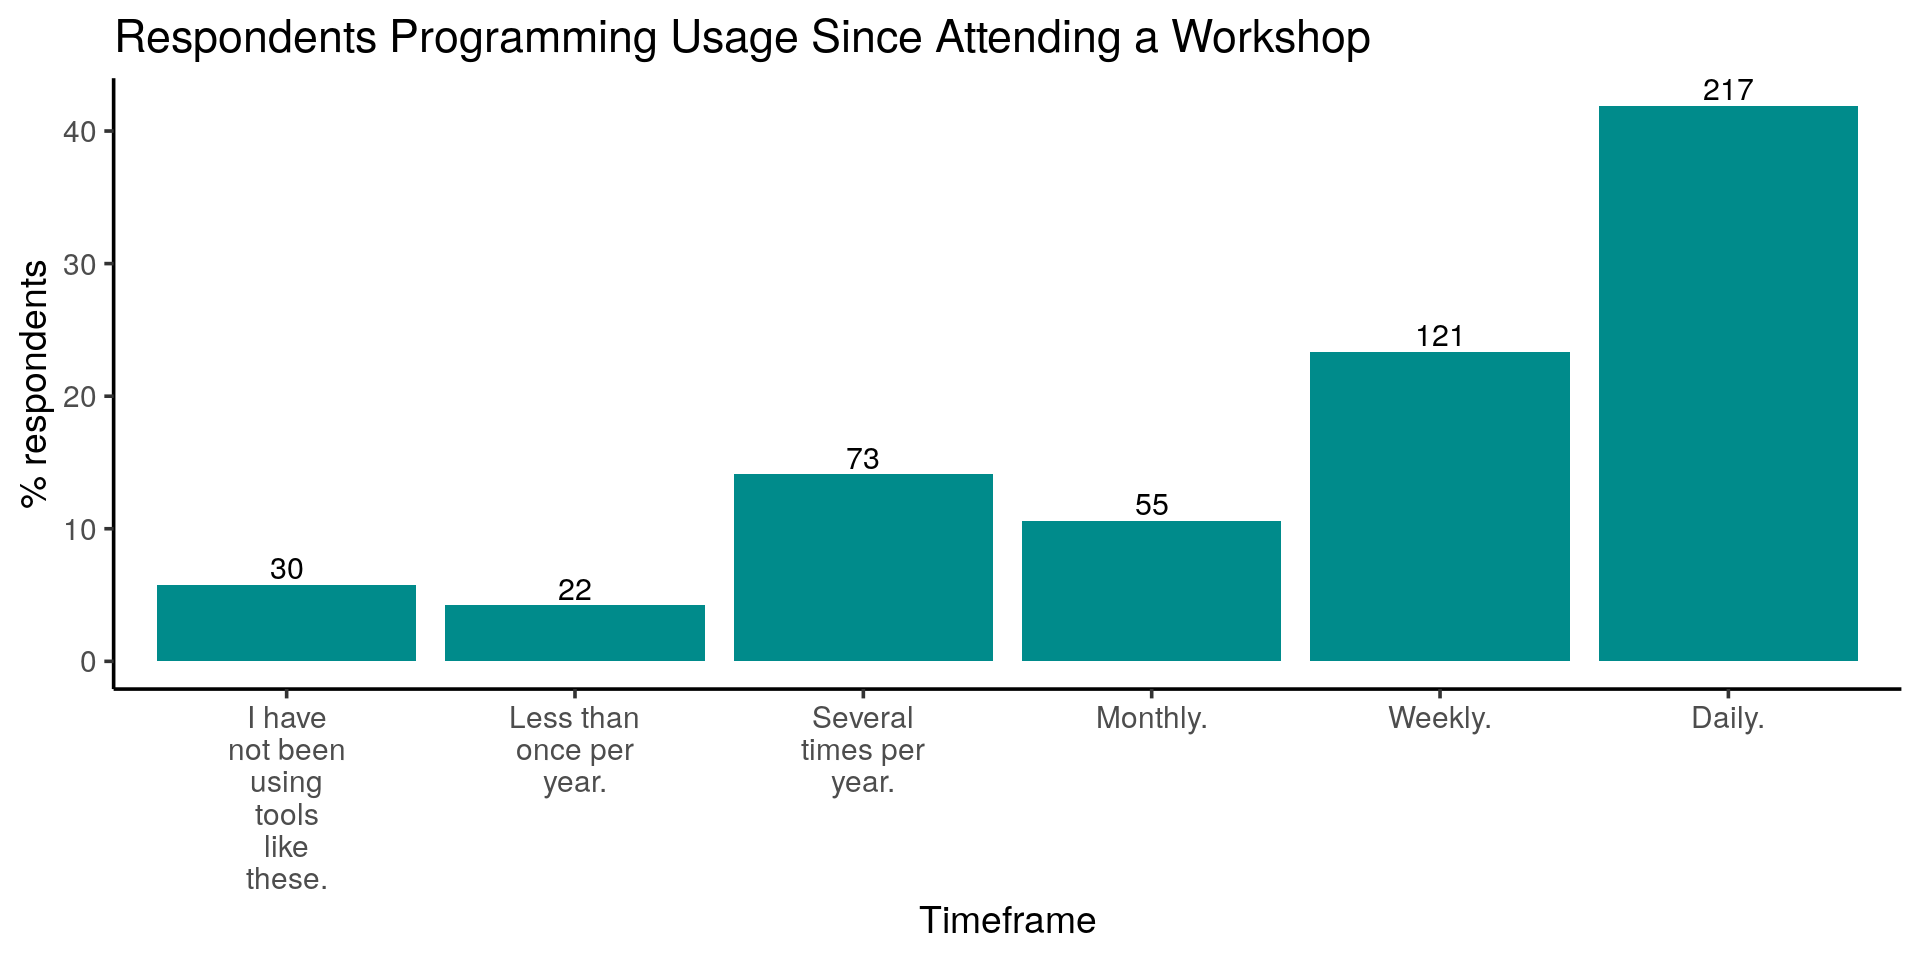 Respondents Programming Usage Since Attending a Workshop
% respondents
40
30
20
10
0
30
22
73
55
121
217
I have
not been
using
tools
like
these.
Less than
once per
year.
Several
times per
year.
Monthly.
Weekly.
Daily.
Timeframe